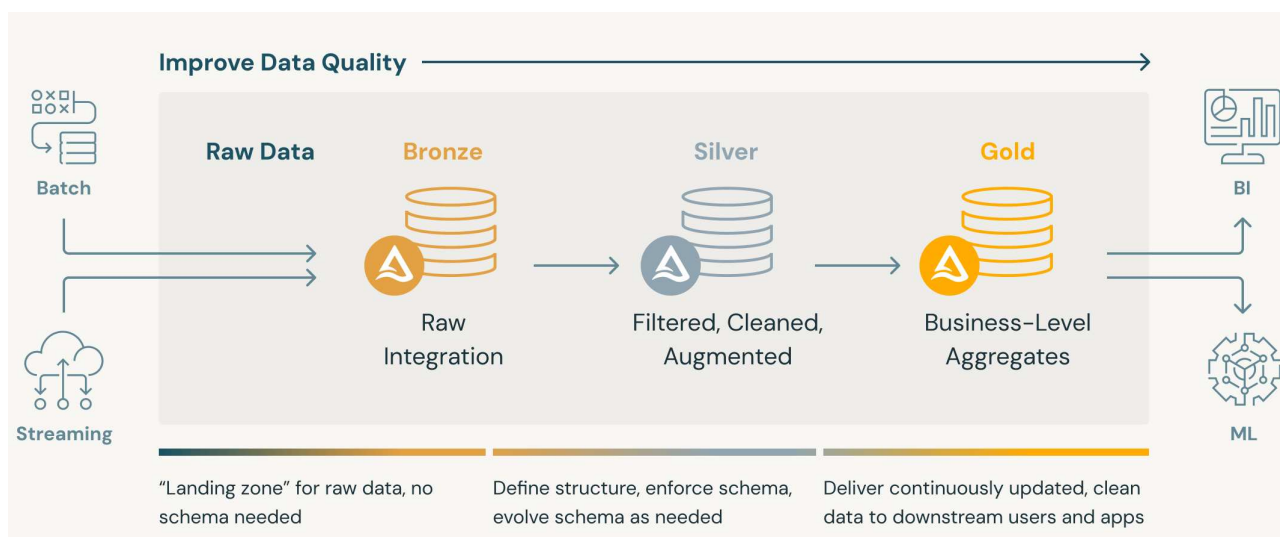 Improve Data Quality
Batch
Streaming
Raw Data
Bronze
Raw
Integration
Silver
Filtered, Cleaned,
Augmented
Gold
Business-Level
Aggregates
BI
ML
“Landing zone” for raw data, no
schema needed
Define structure, enforce schema,
evolve schema as needed
Deliver continuously updated, clean
data to downstream users and apps